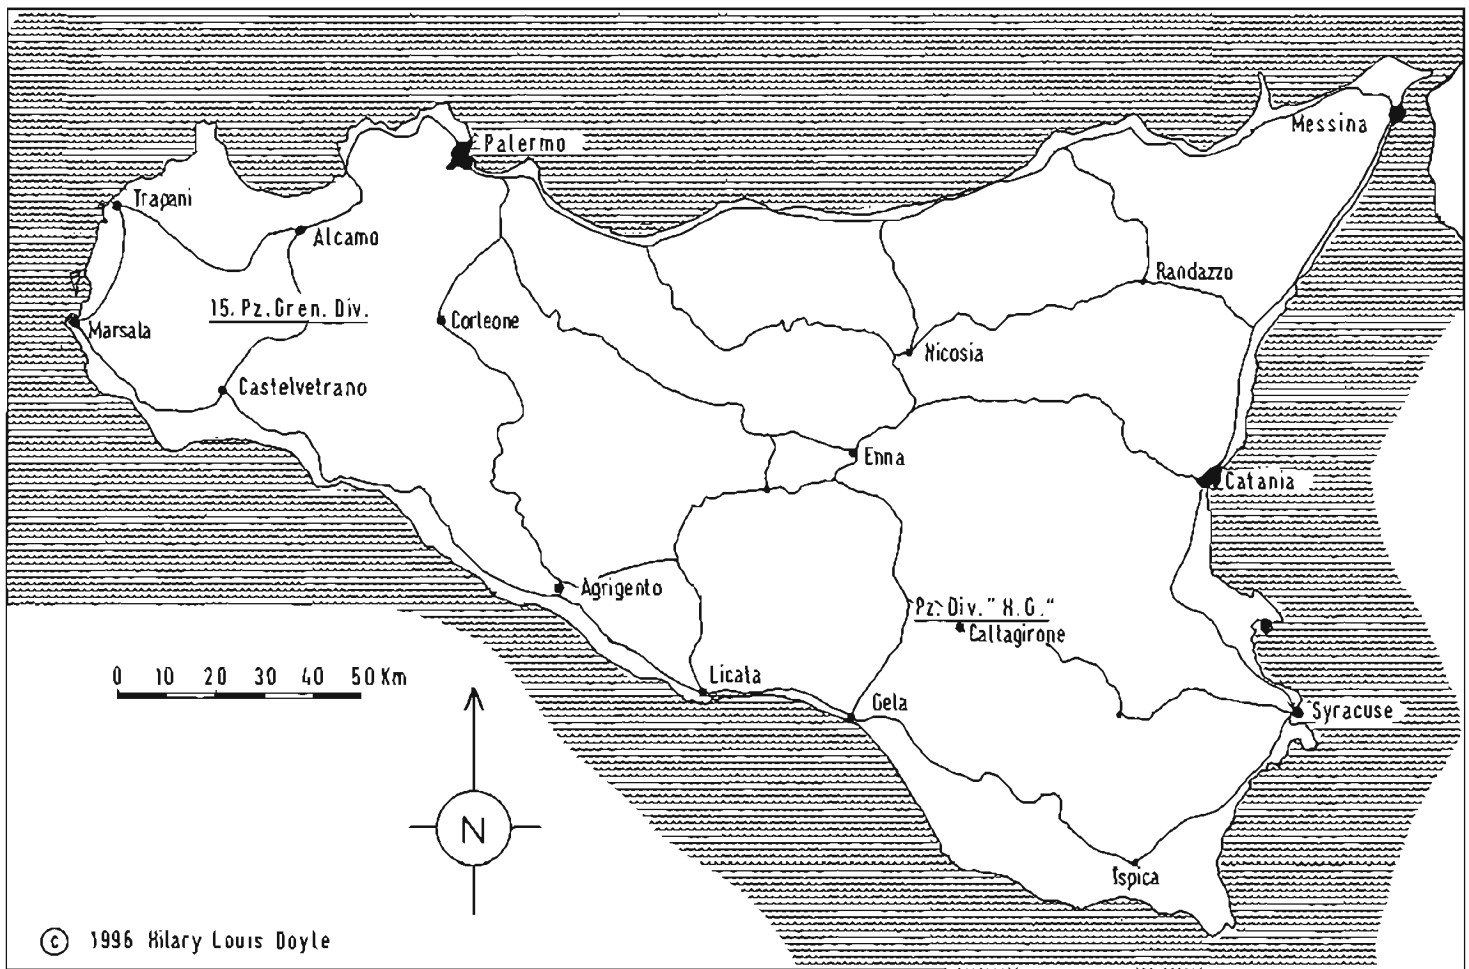 Messina
Palermo
Trapani
Alcamo
Randazzo
15. Pz. Gren. Div.
Marsala
Corleone
Nicosia
Castelvetrano
Enna
Catania
Agrigento
Pz. Div." H.G."
Caltagirone
0 10 20 30 40 50 Km
Licata
Gela
Syracuse
N
Ispica
© 1996 Hilary Louis Doyle